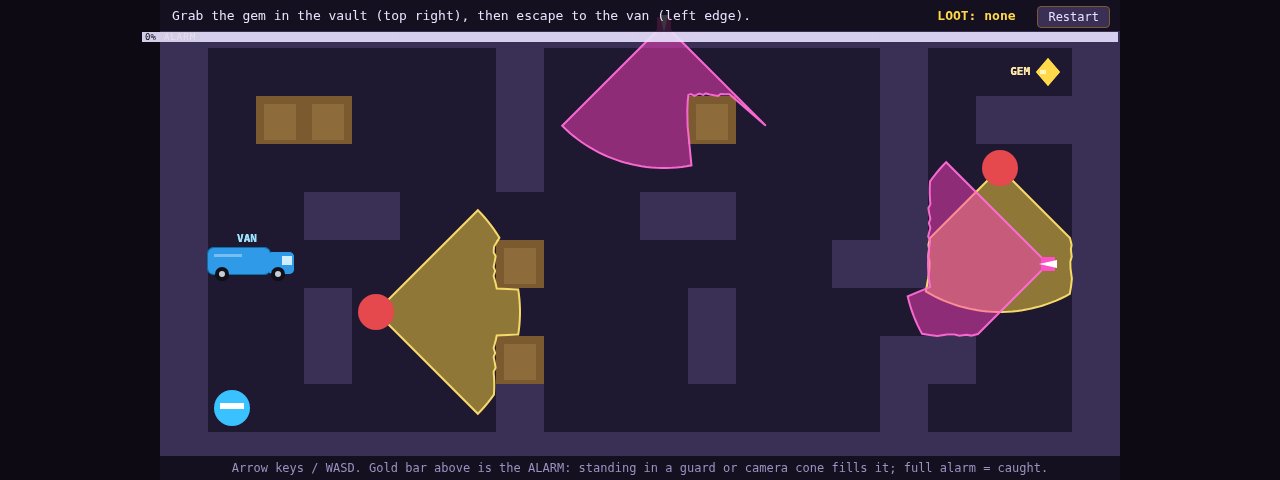 Grab the gem in the vault (top right), then escape to the van (left edge).
LOOT: none
Restart
0% ALARM
GEM
VAN
Arrow keys / WASD. Gold bar above is the ALARM: standing in a guard or camera cone fills it; full alarm = caught.